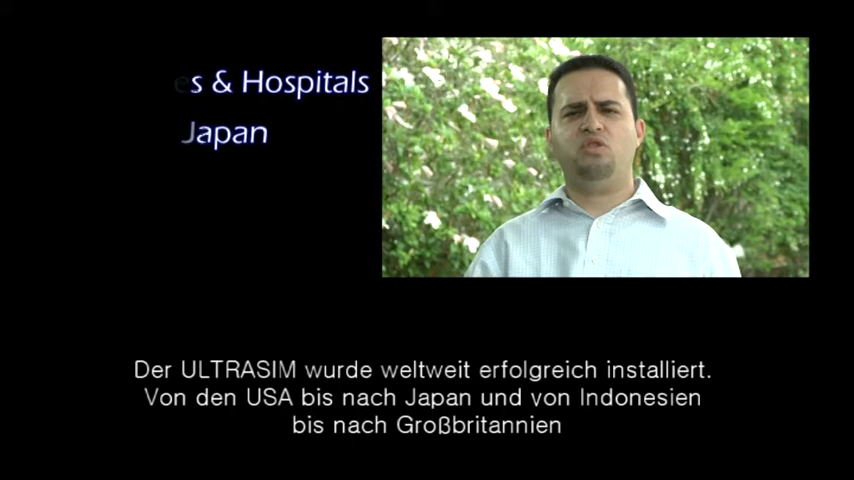 s & Hospitals
Japan
Der ULTRASIM wurde weltweit erfolgreich installiert.
Von den USA bis nach Japan und von Indonesien
bis nach Großbritannien